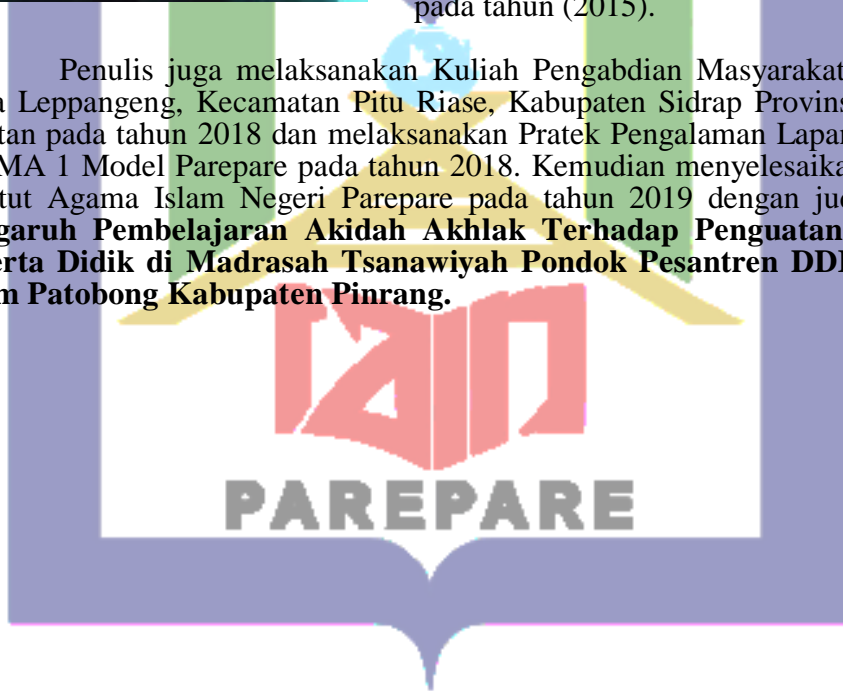 pada tahun (2015).
Penulis juga melaksanakan Kuliah Pengabdian Masyarakat
Leppangeng, Kecamatan Pitu Riase, Kabupaten Sidrap Provins
tan pada tahun 2018 dan melaksanakan Pratek Pengalaman Lapan
MA 1 Model Parepare pada tahun 2018. Kemudian menyelesaika
tut Agama Islam Negeri Parepare pada tahun 2019 dengan jud
garuh Pembelajaran Akidah Akhlak Terhadap Penguatan
erta Didik di Madrasah Tsanawiyah Pondok Pesantren DDI
m Patobong Kabupaten Pinrang.
iain
PAREPARE